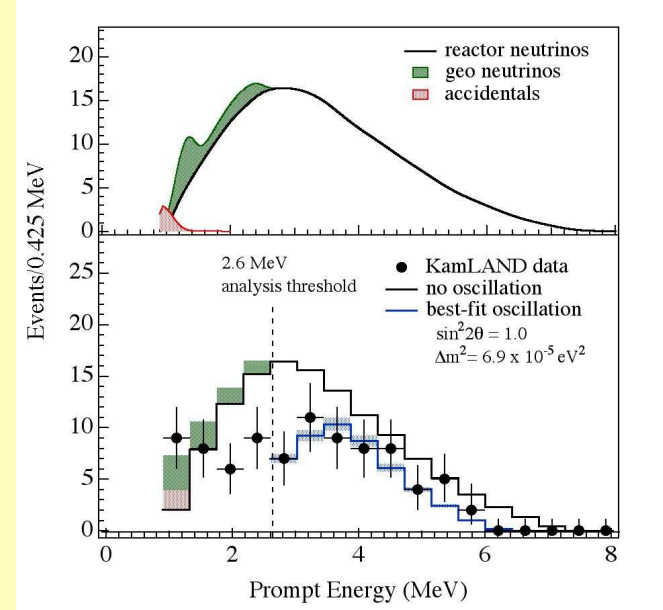 20
15
10
5
0
reactor neutrinos
geo neutrinos
accidentals
Events/0.425 MeV
25
20
15
10
5
0
2.6 MeV
analysis threshold
KamLAND data
no oscillation
best-fit oscillation
sin²2θ = 1.0
Δm²= 6.9 x 10⁻⁵ eV²
0 2 4 6 8
Prompt Energy (MeV)